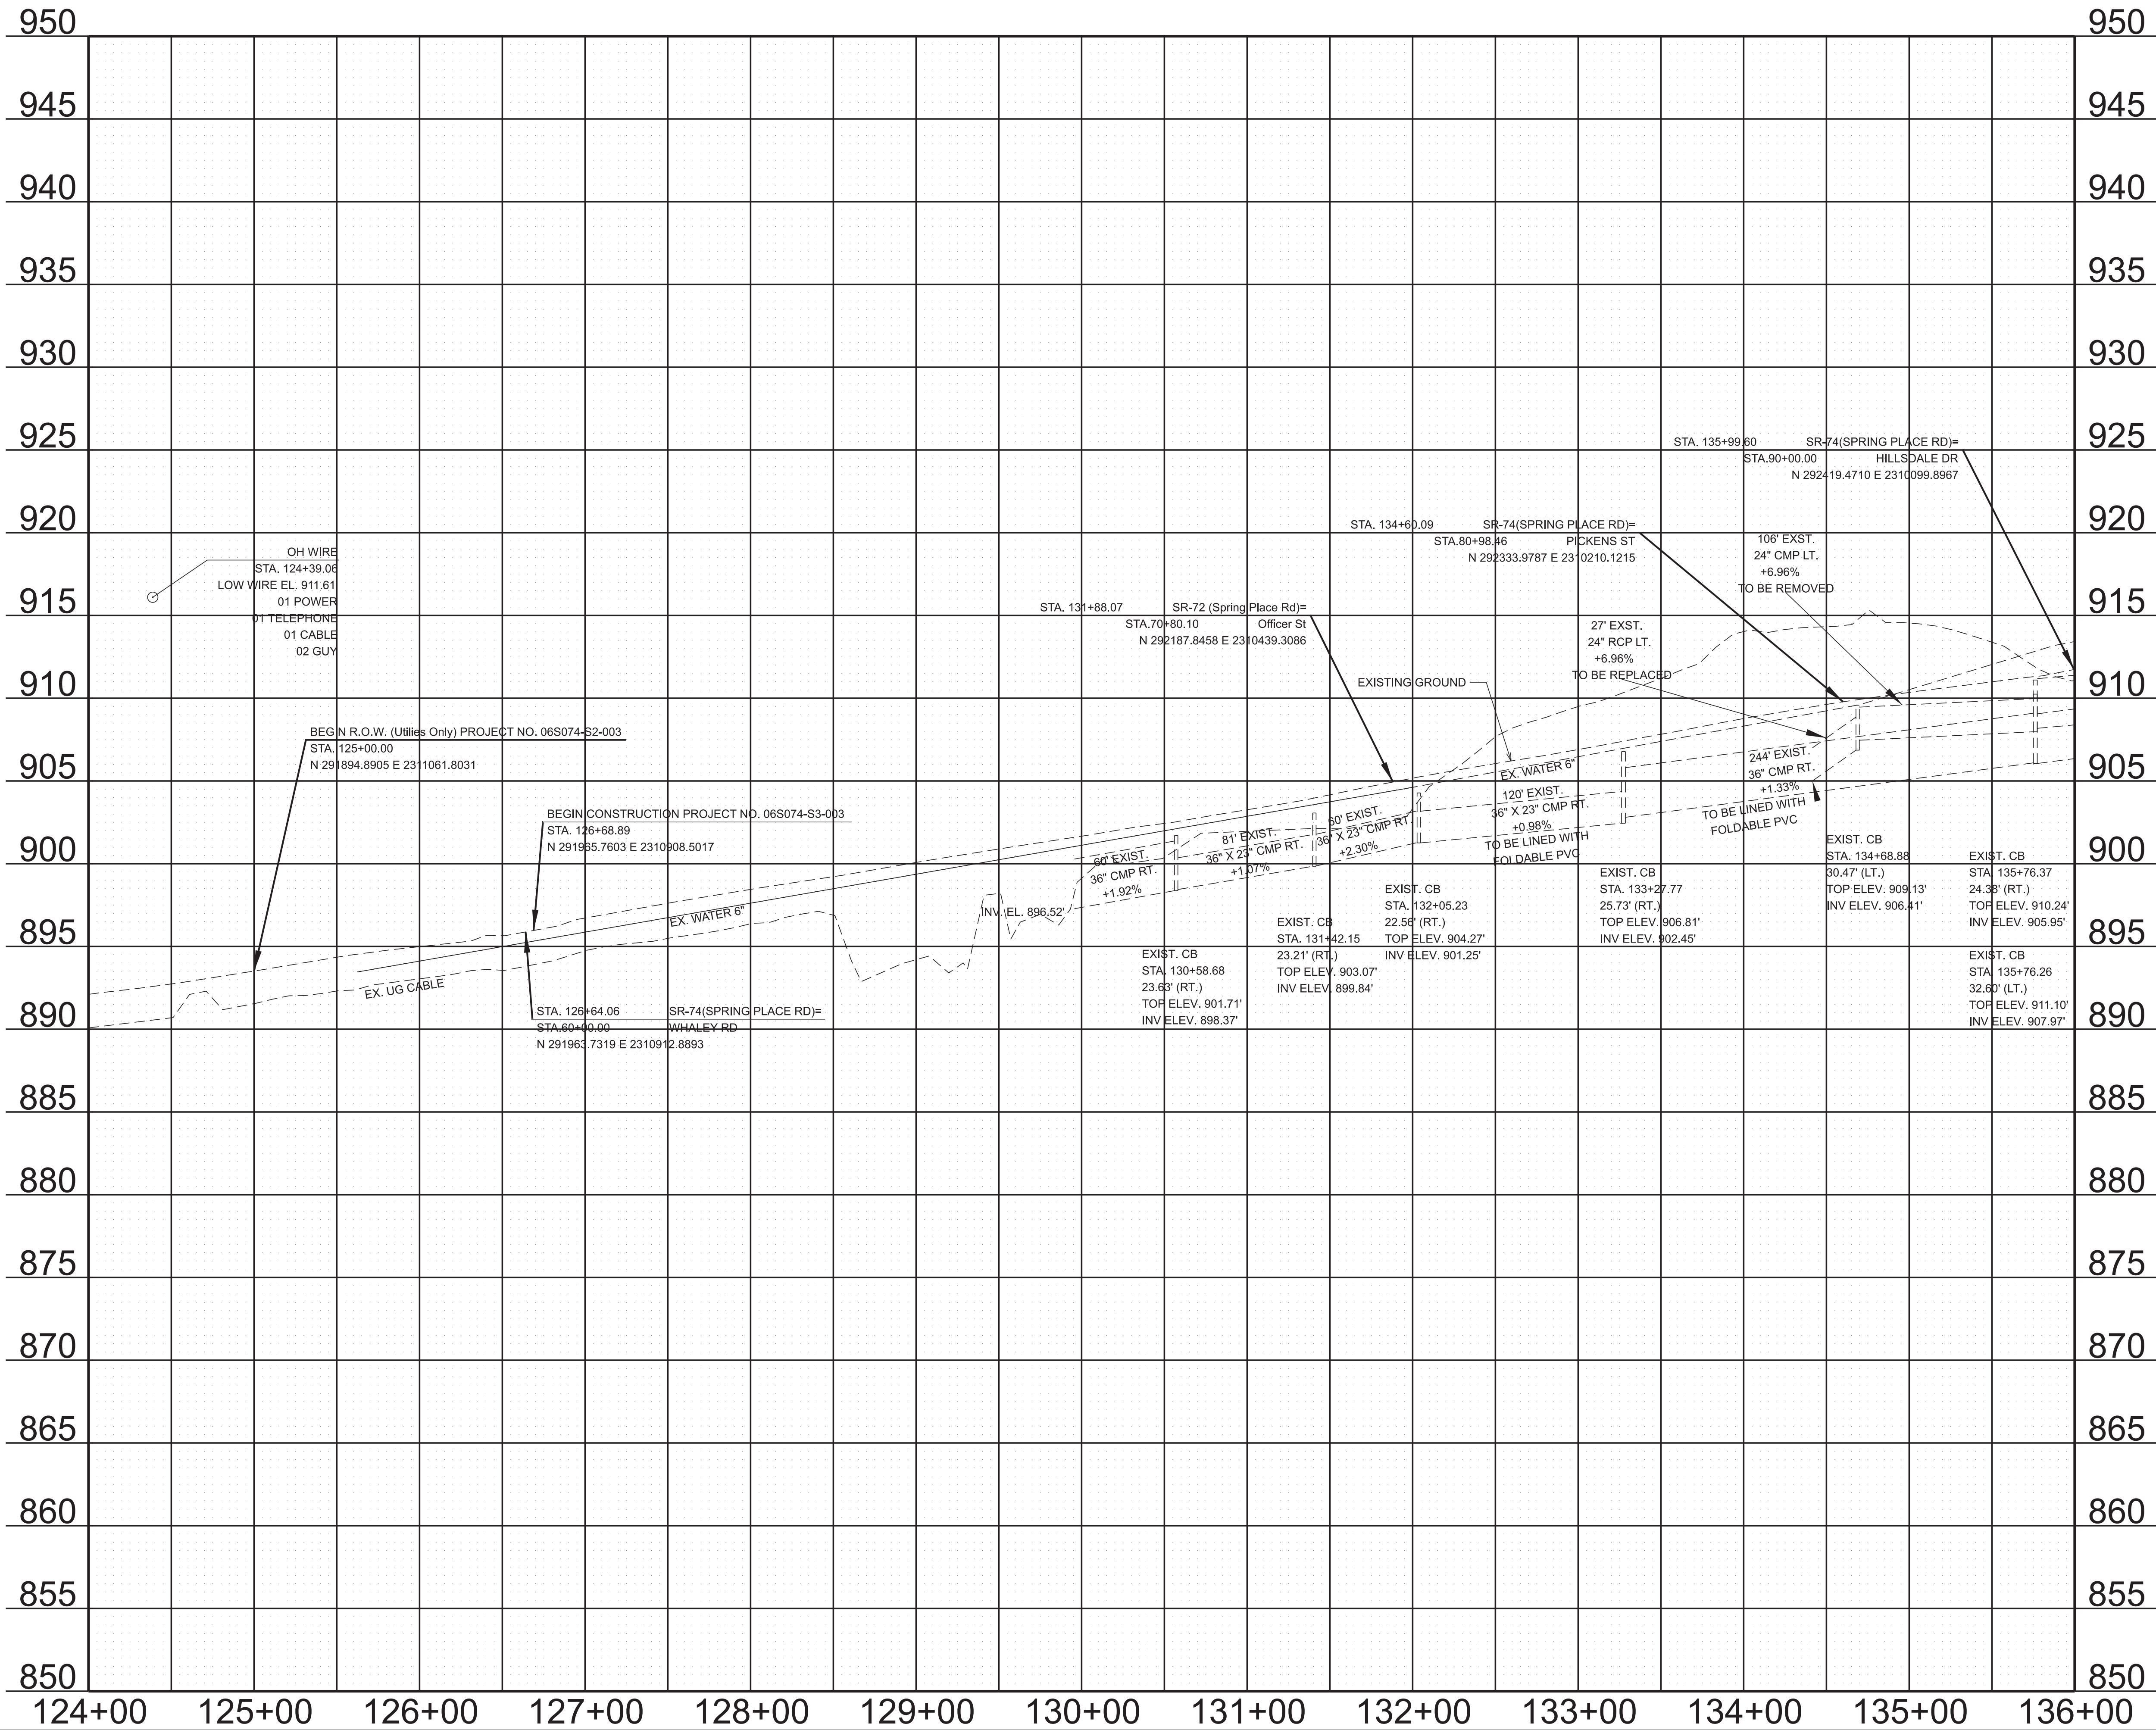 950 950
945 945
940 940
935 935
930 930
925 925
920 920
915 915
910 910
905 905
900 900
895 895
890 890
885 885
880 880
875 875
870 870
865 865
860 860
855 855
850 850
124+00 125+00 126+00 127+00 128+00 129+00 130+00 131+00 132+00 133+00 134+00 135+00 136+00
OH WIRE
STA. 124+39.06
LOW WIRE EL. 911.61
01 POWER
01 TELEPHONE
01 CABLE
02 GUY
BEGIN R.O.W. (Utilies Only) PROJECT NO. 06S074-S2-003
STA. 125+00.00
N 291894.8905 E 2311061.8031
BEGIN CONSTRUCTION PROJECT NO. 06S074-S3-003
STA. 126+68.89
N 291965.7603 E 2310908.5017
EX. UG CABLE
EX. WATER 6"
STA. 126+64.06 SR-74(SPRING PLACE RD)=
STA.60+00.00 WHALEY RD
N 291963.7319 E 2310912.8893
STA. 131+88.07 SR-72 (Spring Place Rd)=
STA.70+80.10 Officer St
N 292187.8458 E 2310439.3086
STA. 134+60.09 SR-74(SPRING PLACE RD)=
STA.80+98.46 PICKENS ST
N 292333.9787 E 2310210.1215
STA. 135+99.60 SR-74(SPRING PLACE RD)=
STA.90+00.00 HILLSDALE DR
N 292419.4710 E 2310099.8967
106' EXST.
24" CMP LT.
+6.96%
TO BE REMOVED
27' EXST.
24" RCP LT.
+6.96%
TO BE REPLACED
EXISTING GROUND
EX. WATER 6"
INV. EL. 896.52'
60' EXIST.
36" CMP RT.
+1.92%
81' EXIST.
36" X 23" CMP RT.
+1.07%
60' EXIST.
36" X 23" CMP RT.
+2.30%
120' EXIST.
36" X 23" CMP RT.
+0.98%
TO BE LINED WITH
FOLDABLE PVC
244' EXIST.
36" CMP RT.
+1.33%
TO BE LINED WITH
FOLDABLE PVC
EXIST. CB
STA. 130+58.68
23.63' (RT.)
TOP ELEV. 901.71'
INV ELEV. 898.37'
EXIST. CB
STA. 131+42.15
23.21' (RT.)
TOP ELEV. 903.07'
INV ELEV. 899.84'
EXIST. CB
STA. 132+05.23
22.56' (RT.)
TOP ELEV. 904.27'
INV ELEV. 901.25'
EXIST. CB
STA. 133+27.77
25.73' (RT.)
TOP ELEV. 906.81'
INV ELEV. 902.45'
EXIST. CB
STA. 134+68.88
30.47' (LT.)
TOP ELEV. 909.13'
INV ELEV. 906.41'
EXIST. CB
STA. 135+76.37
24.38' (RT.)
TOP ELEV. 910.24'
INV ELEV. 905.95'
EXIST. CB
STA. 135+76.26
32.60' (LT.)
TOP ELEV. 911.10'
INV ELEV. 907.97'